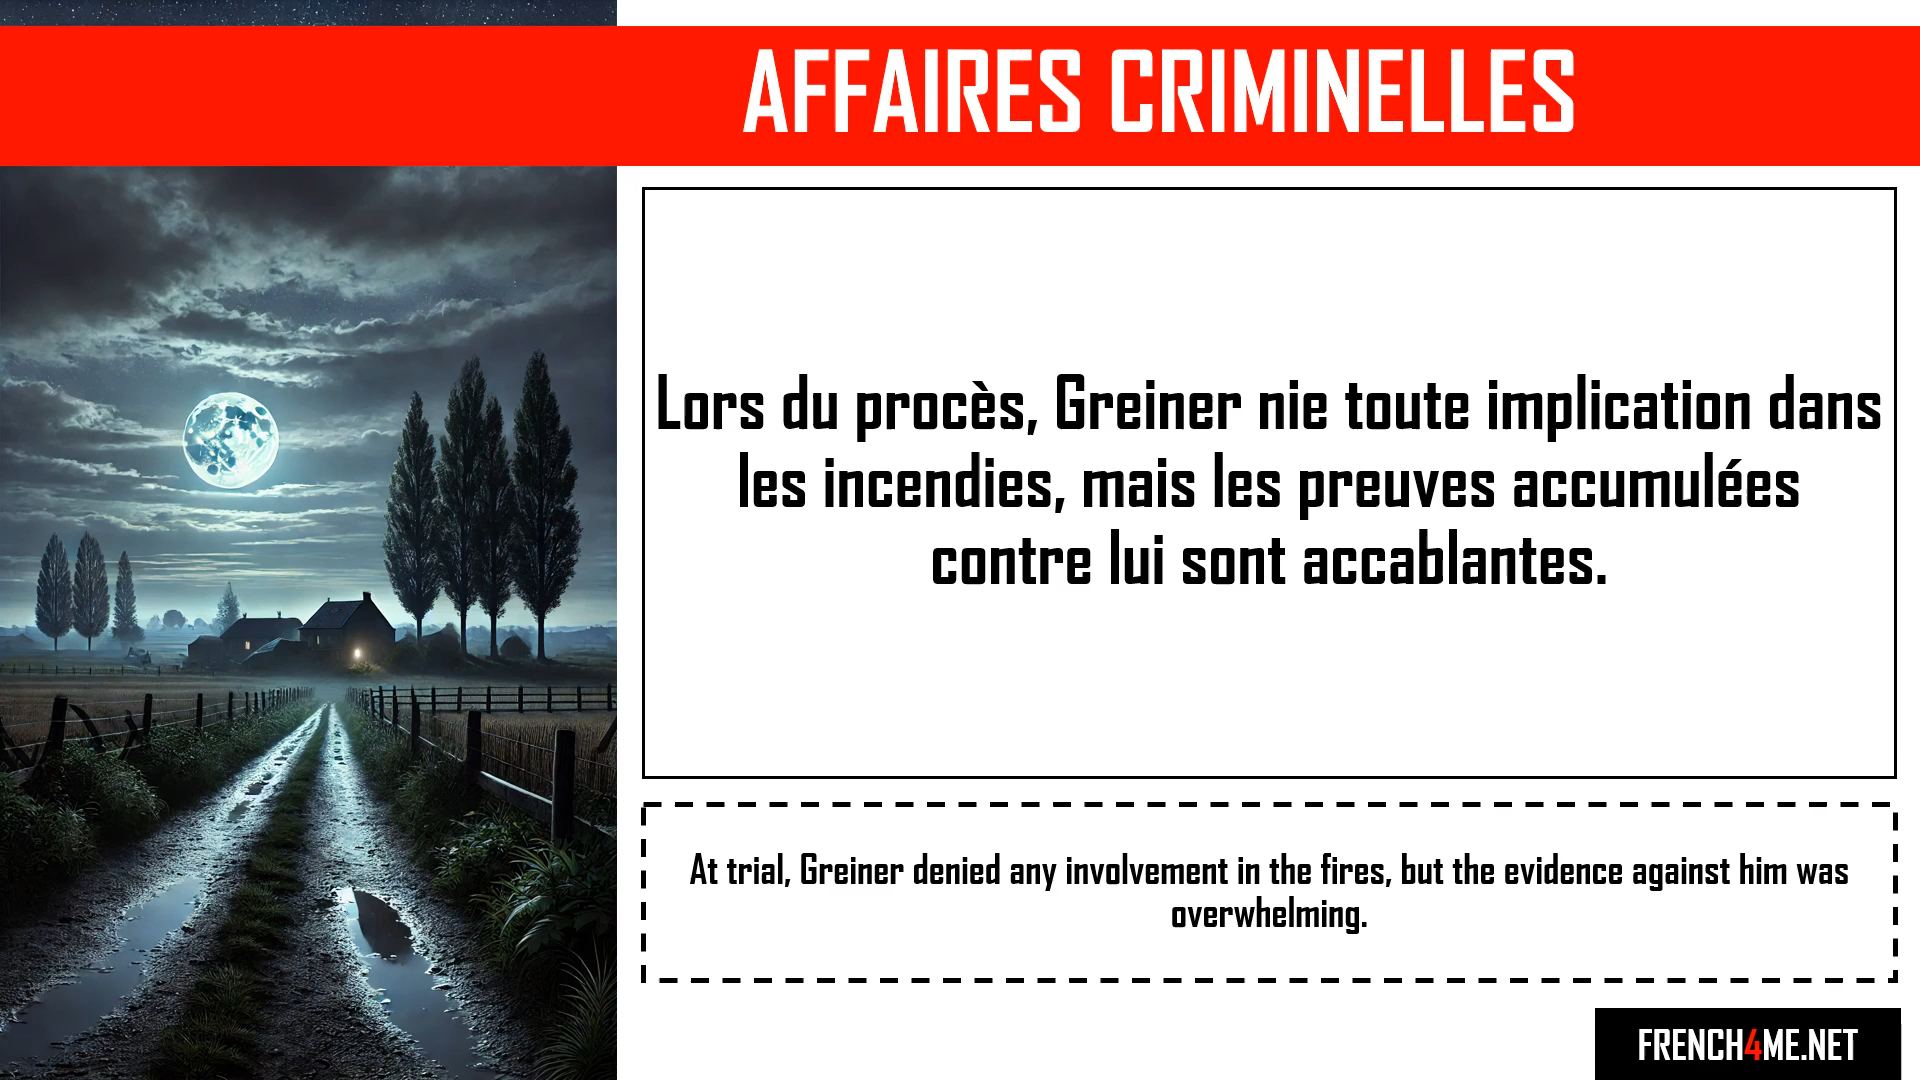 AFFAIRES CRIMINELLES
Lors du procès, Greiner nie toute implication dans
les incendies, mais les preuves accumulées
contre lui sont accablantes.
At trial, Greiner denied any involvement in the fires, but the evidence against him was
overwhelming.
FRENCH4ME.NET